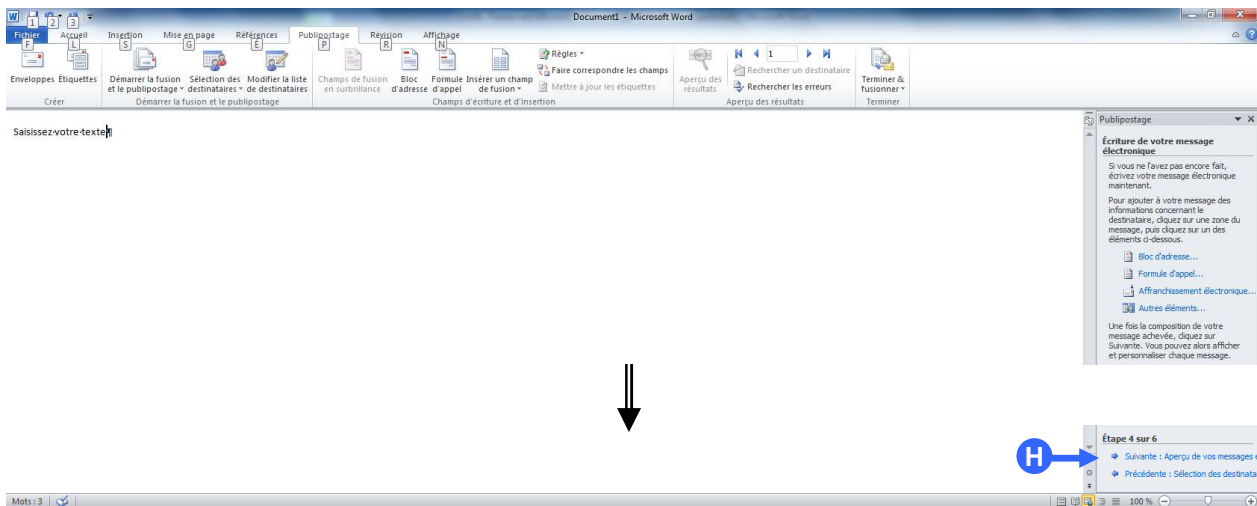 Document1 - Microsoft Word
1 2 3
Fichier Accueil Insertion Mise en page Références Publipostage Révision Affichage
F L S G É P R N
Enveloppes Étiquettes
Créer
Démarrer la fusion et le publipostage
Sélection des destinataires
Modifier la liste de destinataires
Démarrer la fusion et le publipostage
Champs de fusion en surbrillance
Bloc d'adresse
Formule d'appel
Insérer un champ de fusion
Règles
Faire correspondre les champs
Mettre à jour les étiquettes
Champs d'écriture et d'insertion
Aperçu des résultats
1
Rechercher un destinataire
Rechercher les erreurs
Aperçu des résultats
Terminer & fusionner
Terminer
Saisissez·votre·texte¶
Publipostage
Écriture de votre message
électronique
Si vous ne l'avez pas encore fait,
écrivez votre message électronique
maintenant.
Pour ajouter à votre message des
informations concernant le
destinataire, cliquez sur une zone du
message, puis cliquez sur un des
éléments ci-dessous.
Bloc d'adresse...
Formule d'appel...
Affranchissement électronique...
Autres éléments...
Une fois la composition de votre
message achevée, cliquez sur
Suivante. Vous pouvez alors afficher
et personnaliser chaque message.
Étape 4 sur 6
H
Suivante : Aperçu de vos messages é
Précédente : Sélection des destinata
Mots : 3
100 %